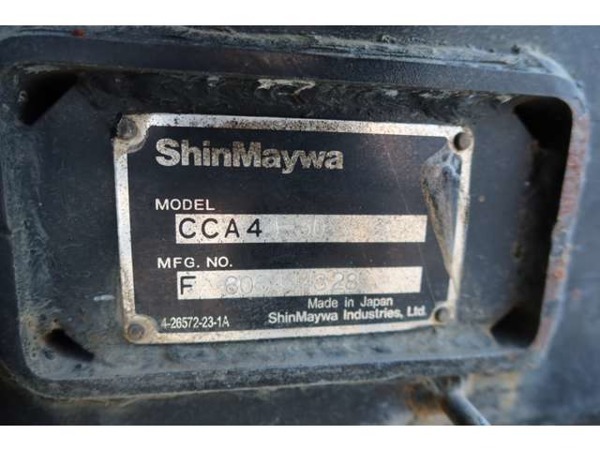 ShinMaywa
MODEL
CCA4
MFG. NO.
F
Made in Japan
4-26572-23-1A
ShinMaywa Industries, Ltd.